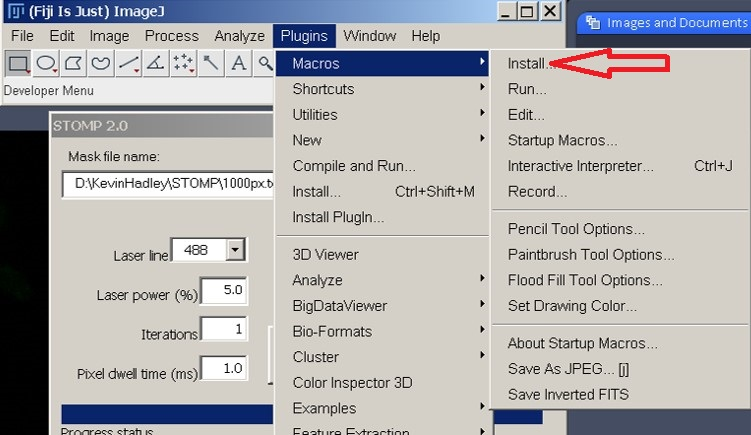 (Fiji Is Just) ImageJ
Images and Documents
File Edit Image Process Analyze Plugins Window Help
A
Developer Menu
STOMP 2.0
Mask file name:
D:\KevinHadley\STOMP\1000px.t
Laser line 488
Laser power (%) 5.0
Iterations 1
Pixel dwell time (ms) 1.0
Progress status
Macros
Shortcuts
Utilities
New
Compile and Run...
Install... Ctrl+Shift+M
Install PlugIn...
3D Viewer
Analyze
BigDataViewer
Bio-Formats
Cluster
Color Inspector 3D
Examples
Feature Extraction
Install...
Run...
Edit...
Startup Macros...
Interactive Interpreter... Ctrl+J
Record...
Pencil Tool Options...
Paintbrush Tool Options...
Flood Fill Tool Options...
Set Drawing Color...
About Startup Macros...
Save As JPEG... [j]
Save Inverted FITS